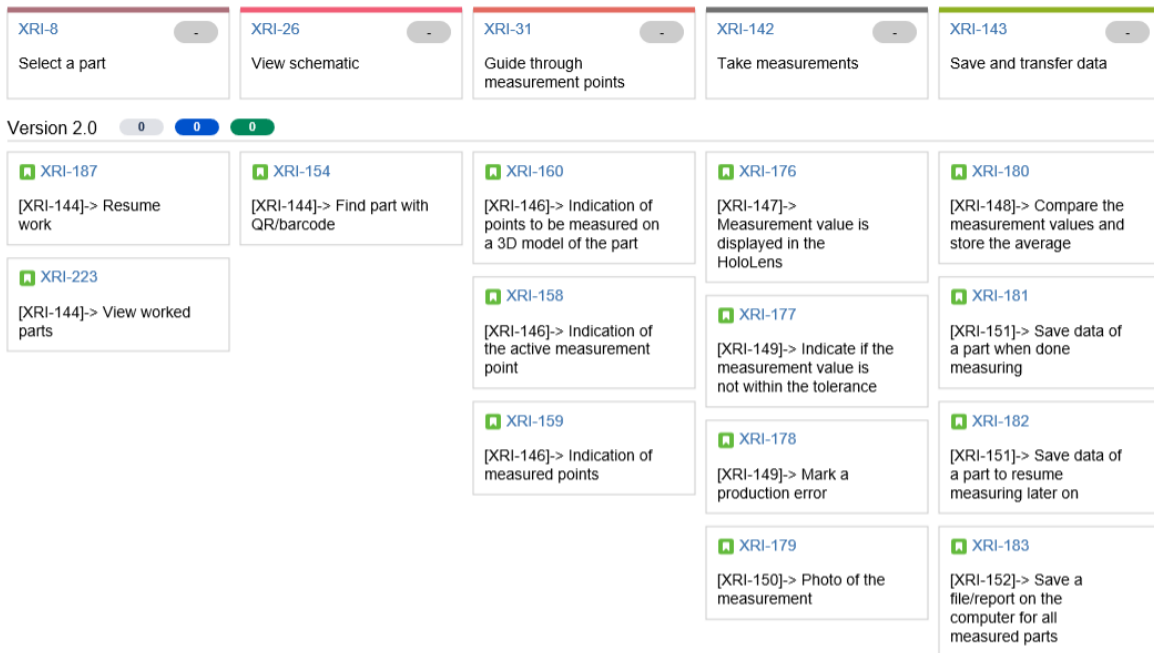 XRI-8
-
Select a part
XRI-26
-
View schematic
XRI-31
-
Guide through
measurement points
XRI-142
-
Take measurements
XRI-143
-
Save and transfer data
Version 2.0
0
0
0
XRI-187
[XRI-144]-> Resume
work
XRI-223
[XRI-144]-> View worked
parts
XRI-154
[XRI-144]-> Find part with
QR/barcode
XRI-160
[XRI-146]-> Indication of
points to be measured on
a 3D model of the part
XRI-158
[XRI-146]-> Indication of
the active measurement
point
XRI-159
[XRI-146]-> Indication of
measured points
XRI-176
[XRI-147]->
Measurement value is
displayed in the
HoloLens
XRI-177
[XRI-149]-> Indicate if the
measurement value is
not within the tolerance
XRI-178
[XRI-149]-> Mark a
production error
XRI-179
[XRI-150]-> Photo of the
measurement
XRI-180
[XRI-148]-> Compare the
measurement values and
store the average
XRI-181
[XRI-151]-> Save data of
a part when done
measuring
XRI-182
[XRI-151]-> Save data of
a part to resume
measuring later on
XRI-183
[XRI-152]-> Save a
file/report on the
computer for all
measured parts